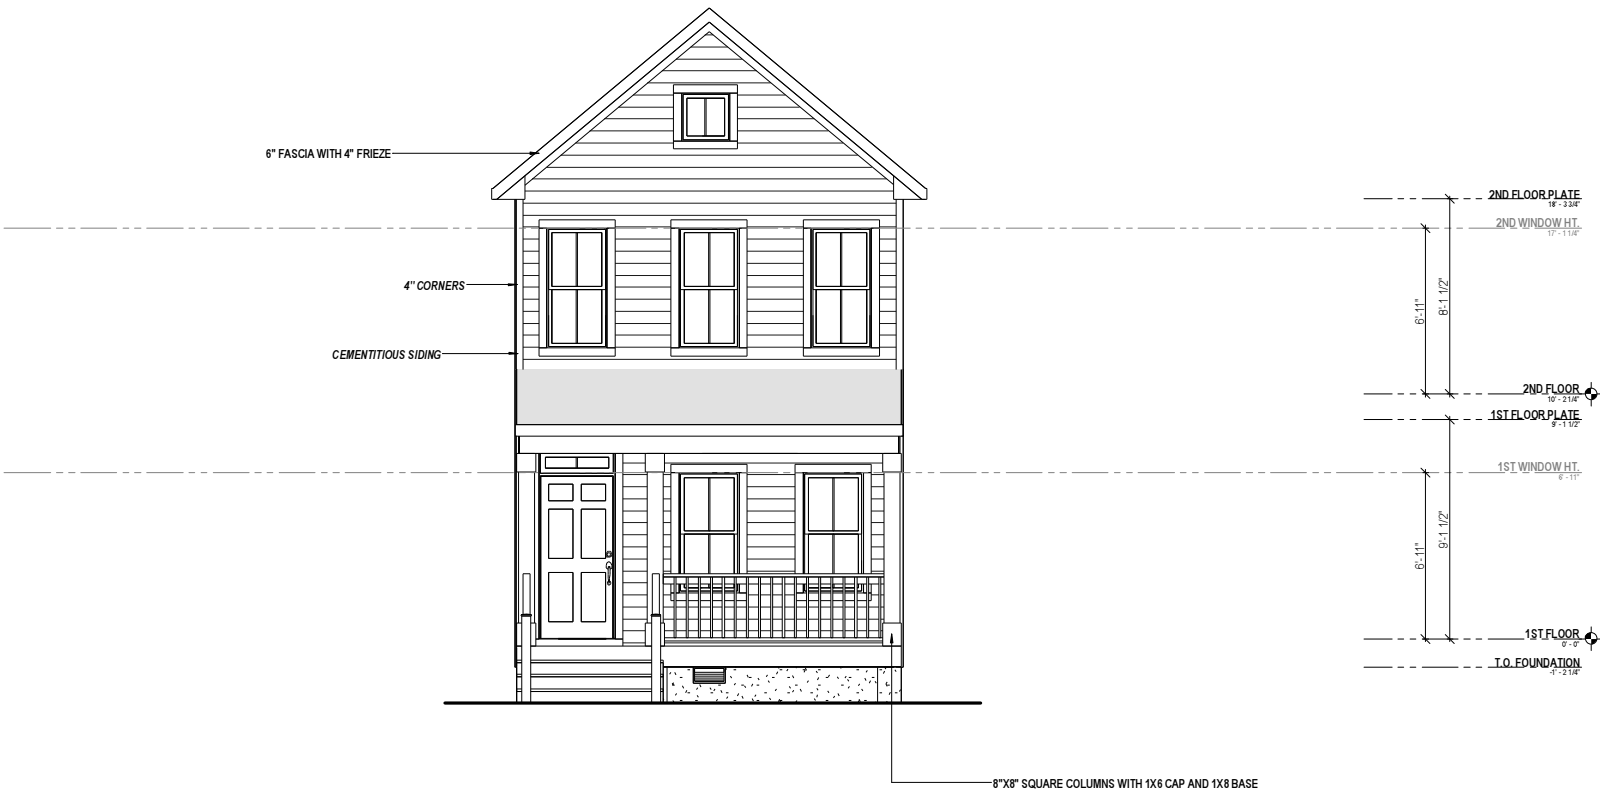 6" FASCIA WITH 4" FRIEZE
4" CORNERS
CEMENTITIOUS SIDING
2ND FLOOR PLATE
18' - 3 3/4"
2ND WINDOW HT.
17' - 1 1/4"
6'-11"
8'-1 1/2"
2ND FLOOR
10' - 2 1/4"
1ST FLOOR PLATE
9' - 1 1/2"
1ST WINDOW HT.
6' - 11"
6'-11"
9'-1 1/2"
1ST FLOOR
0' - 0"
T.O. FOUNDATION
-1' - 2 1/4"
8"X8" SQUARE COLUMNS WITH 1X6 CAP AND 1X8 BASE